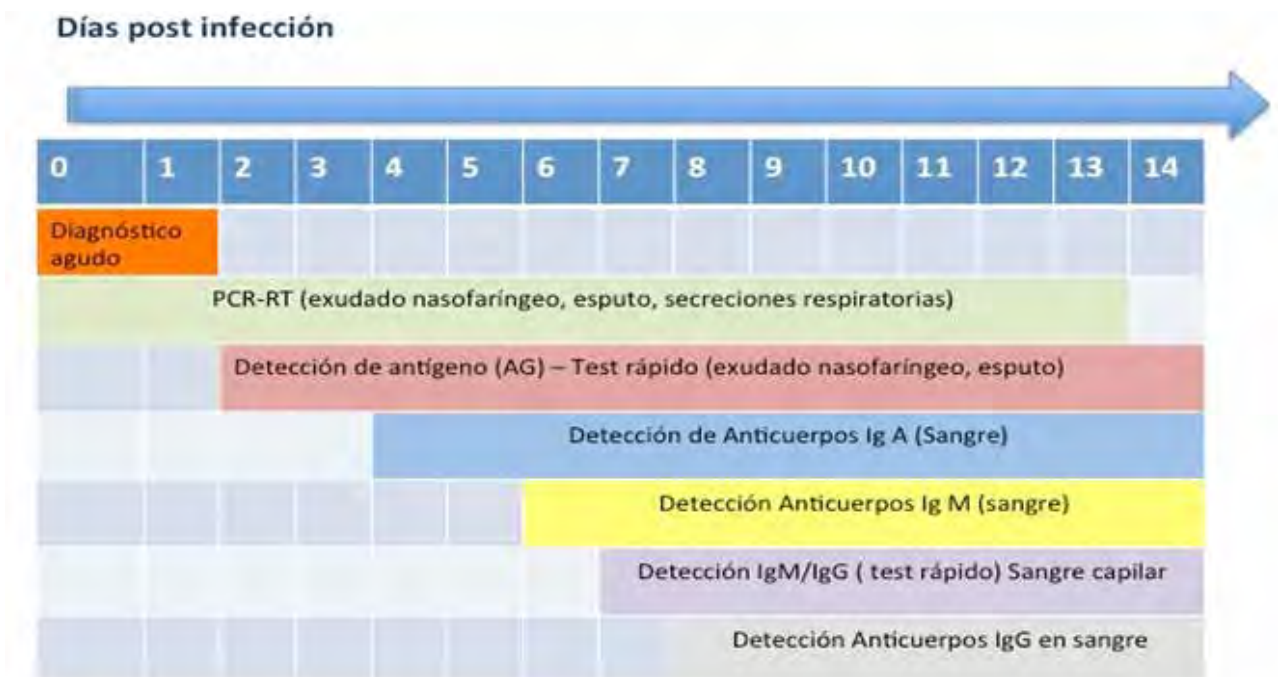 Días post infección
0 1 2 3 4 5 6 7 8 9 10 11 12 13 14
Diagnóstico
agudo
PCR-RT (exudado nasofaríngeo, esputo, secreciones respiratorias)
Detección de antígeno (AG) – Test rápido (exudado nasofaríngeo, esputo)
Detección de Anticuerpos Ig A (Sangre)
Detección Anticuerpos Ig M (sangre)
Detección IgM/IgG ( test rápido) Sangre capilar
Detección Anticuerpos IgG en sangre